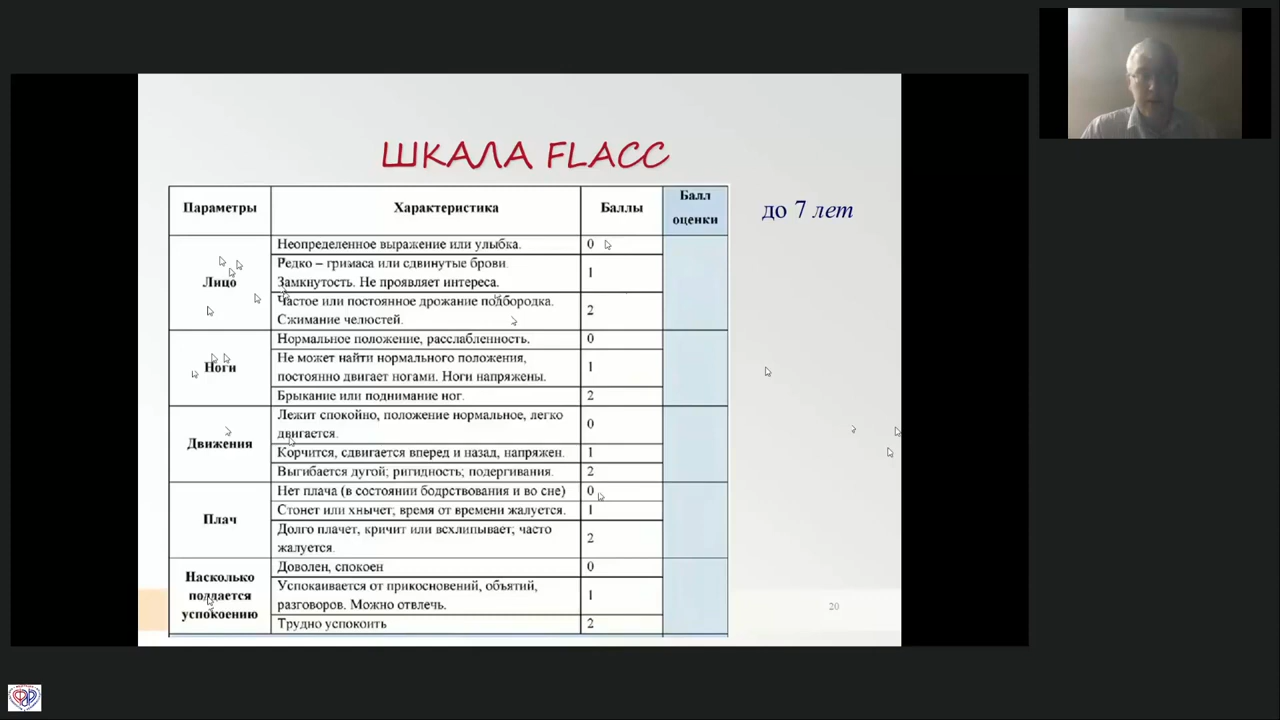 ШКАЛА FLACC
до 7 лет
Параметры
Характеристика
Баллы
Балл
оценки
Лицо
Неопределенное выражение или улыбка.
0
Редко – гримаса или сдвинутые брови.
Замкнутость. Не проявляет интереса.
1
Частое или постоянное дрожание подбородка.
Сжимание челюстей.
2
Ноги
Нормальное положение, расслабленность.
0
Не может найти нормального положения,
постоянно двигает ногами. Ноги напряжены.
1
Брыкание или поднимание ног.
2
Движения
Лежит спокойно, положение нормальное, легко
двигается.
0
Корчится, сдвигается вперед и назад, напряжен.
1
Выгибается дугой; ригидность; подергивания.
2
Плач
Нет плача (в состоянии бодрствования и во сне)
0
Стонет или хнычет; время от времени жалуется.
1
Долго плачет, кричит или всхлипывает; часто
жалуется.
2
Насколько
поддается
успокоению
Доволен, спокоен
0
Успокаивается от прикосновений, объятий,
разговоров. Можно отвлечь.
1
Трудно успокоить
2
20